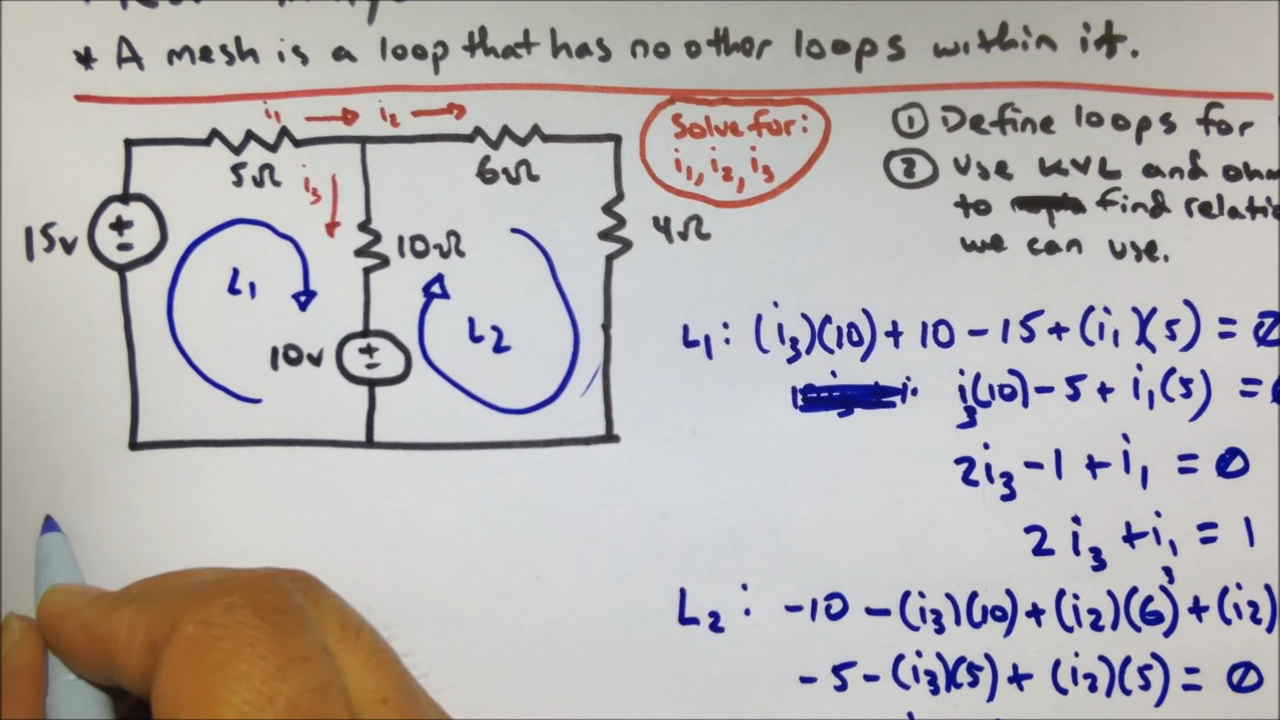 * A mesh is a loop that has no other loops within it.
i1 → i2 →
5Ω
6Ω
i3
15v
+
-
10Ω
4Ω
L1
L2
10v
+
-
Solve for:
i1, i2, i3
① Define loops for
② Use KVL and ohm
to find relati
we can use.
L1: (i3)(10) + 10 - 15 + (i1)(5) = 0
i3(10) - 5 + i1(5) =
2i3 - 1 + i1 = 0
2i3 + i1 = 1
L2: -10 - (i3)(10) + (i2)(6) + (i2)
-5 - (i3)(5) + (i2)(5) = 0